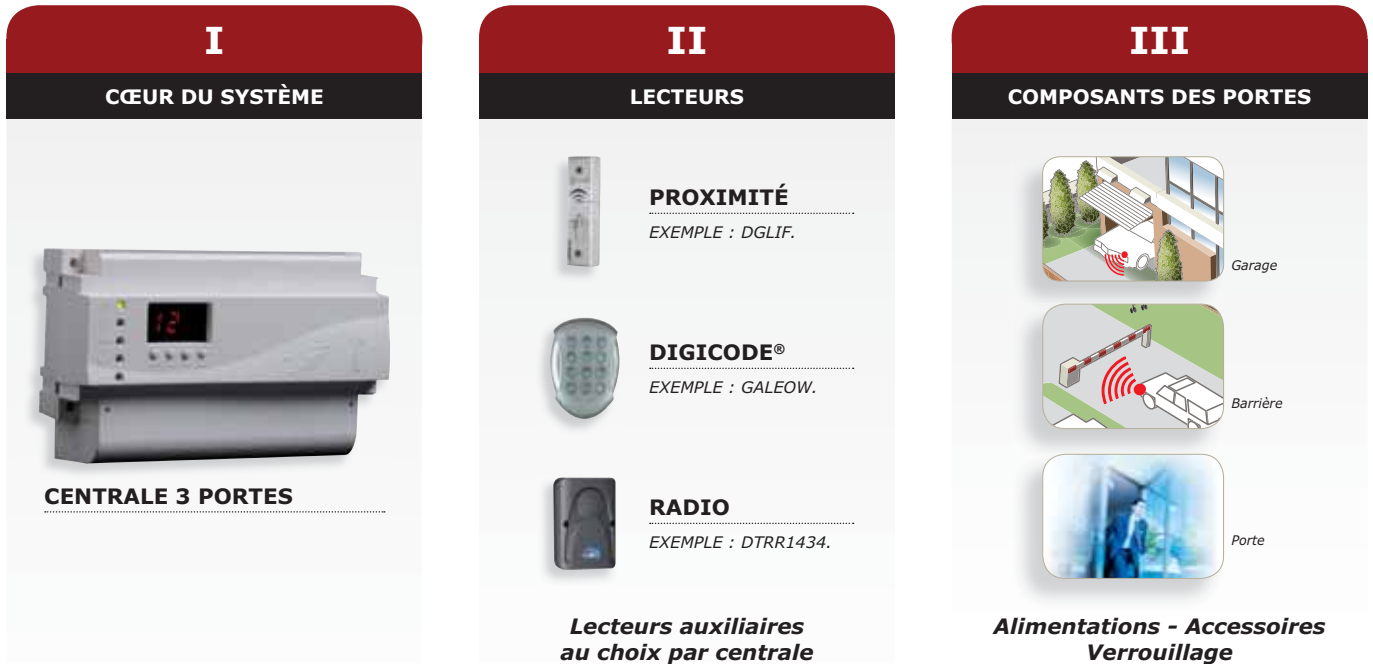 I
CŒUR DU SYSTÈME
12
CENTRALE 3 PORTES
II
LECTEURS
PROXIMITÉ
EXEMPLE : DGLIF.
DIGICODE®
EXEMPLE : GALEOW.
RADIO
EXEMPLE : DTRR1434.
Lecteurs auxiliaires
au choix par centrale
III
COMPOSANTS DES PORTES
Garage
Barrière
Porte
Alimentations - Accessoires
Verrouillage